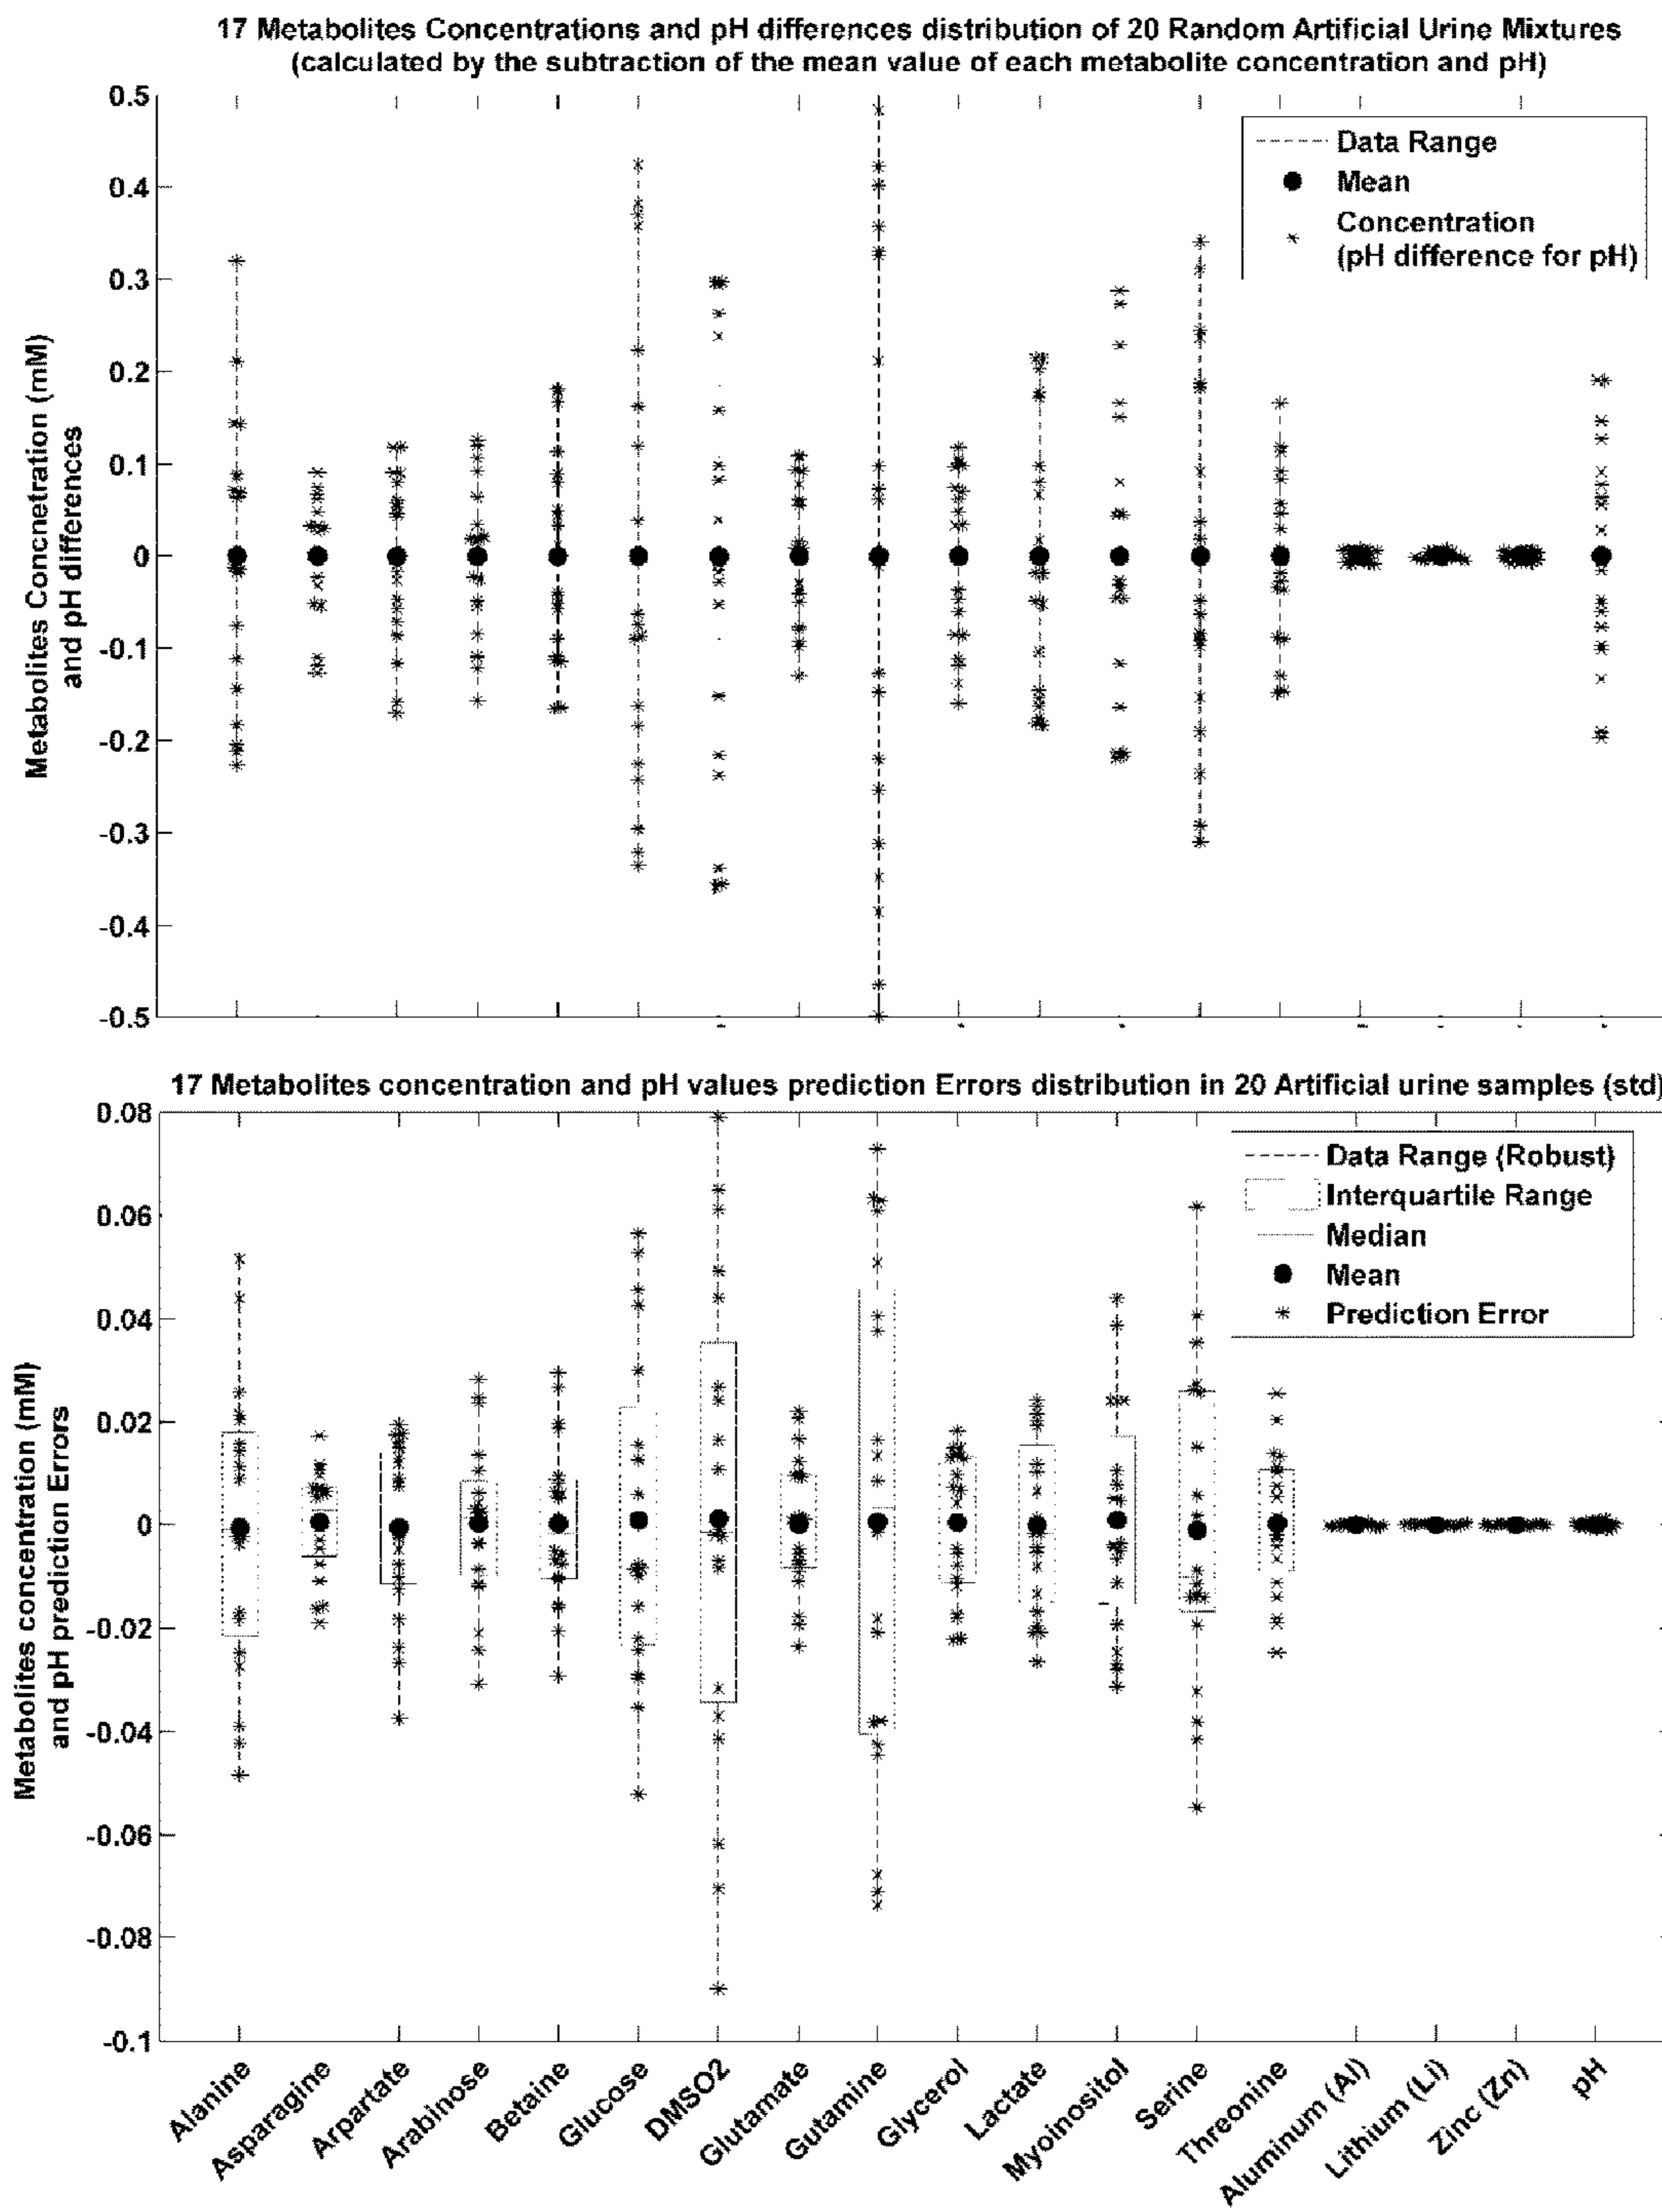 17 Metabolites Concentrations and pH differences distribution of 20 Random Artificial Urine Mixtures
(calculated by the subtraction of the mean value of each metabolite concentration and pH)
Metabolites Concnetration (mM)
and pH differences
0.5
0.4
0.3
0.2
0.1
0
-0.1
-0.2
-0.3
-0.4
-0.5
Data Range
Mean
Concentration
(pH difference for pH)
17 Metabolites concentration and pH values prediction Errors distribution in 20 Artificial urine samples (std)
Metabolites concentration (mM)
and pH prediction Errors
0.08
0.06
0.04
0.02
0
-0.02
-0.04
-0.06
-0.08
-0.1
Data Range (Robust)
Interquartile Range
Median
Mean
Prediction Error
Alanine
Asparagine
Arpartate
Arabinose
Betaine
Glucose
DMSO2
Glutamate
Gutamine
Glycerol
Lactate
Myoinositol
Serine
Threonine
Aluminum (Al)
Lithium (Li)
Zinc (Zn)
pH